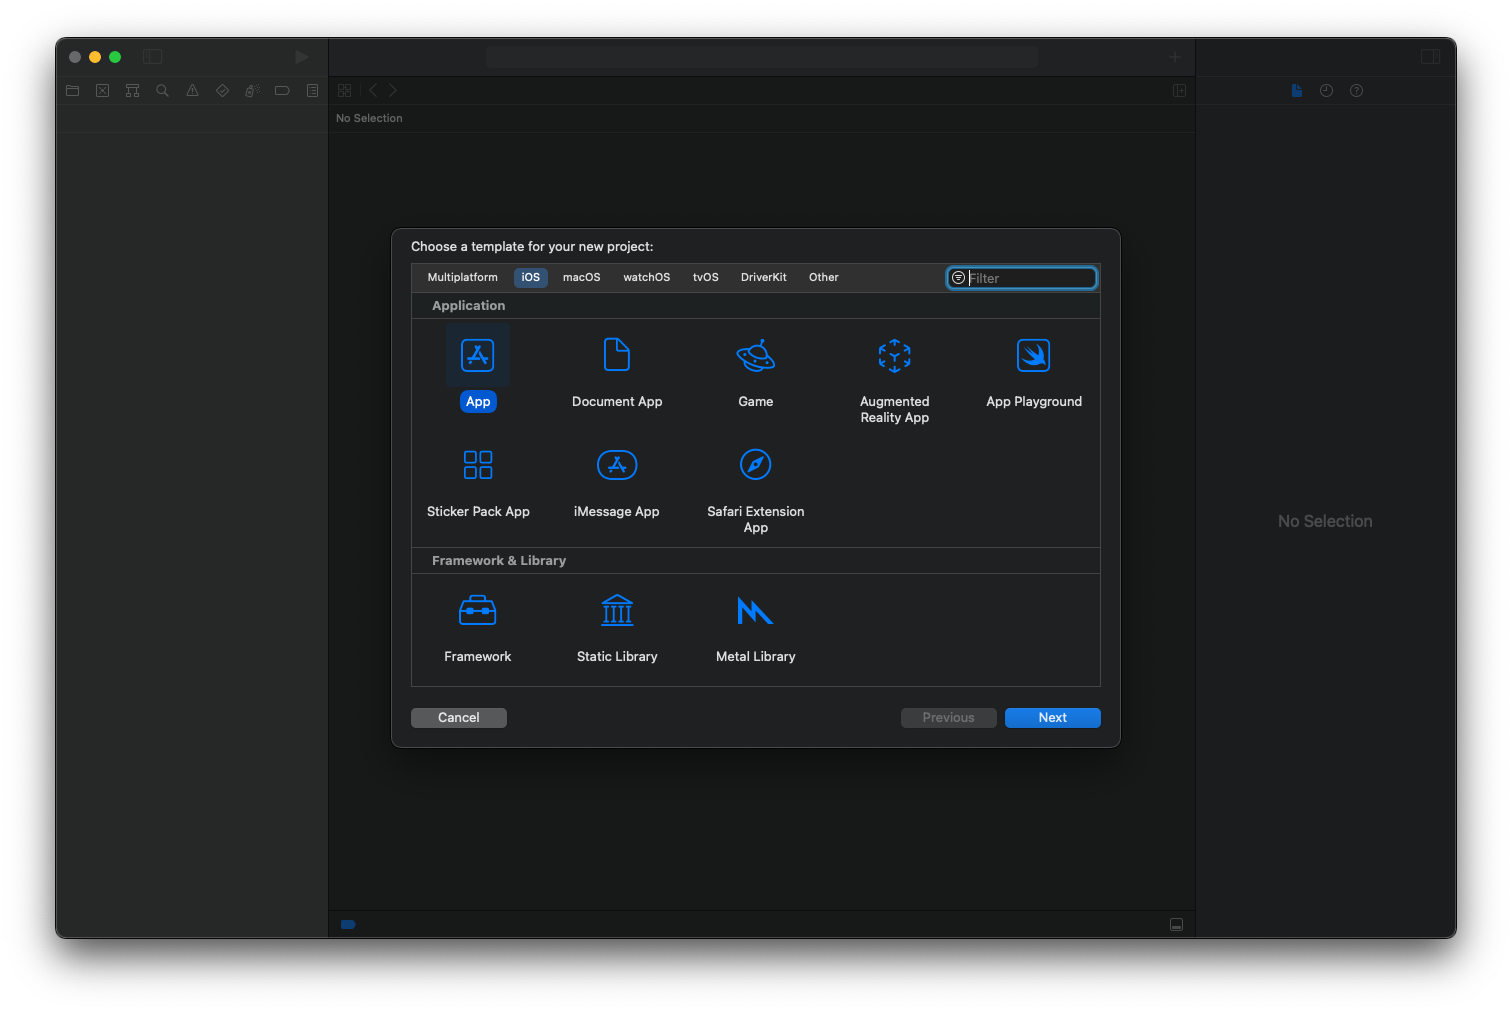 No Selection
Choose a template for your new project:
Multiplatform iOS macOS watchOS tvOS DriverKit Other Filter
Application
App Document App Game Augmented Reality App App Playground
Sticker Pack App iMessage App Safari Extension App
Framework & Library
Framework Static Library Metal Library
Cancel Previous Next
No Selection